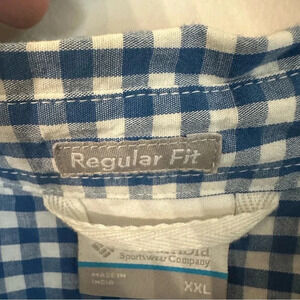 Regular Fit
Sportswear Company
MADE IN
INDIA
XXL